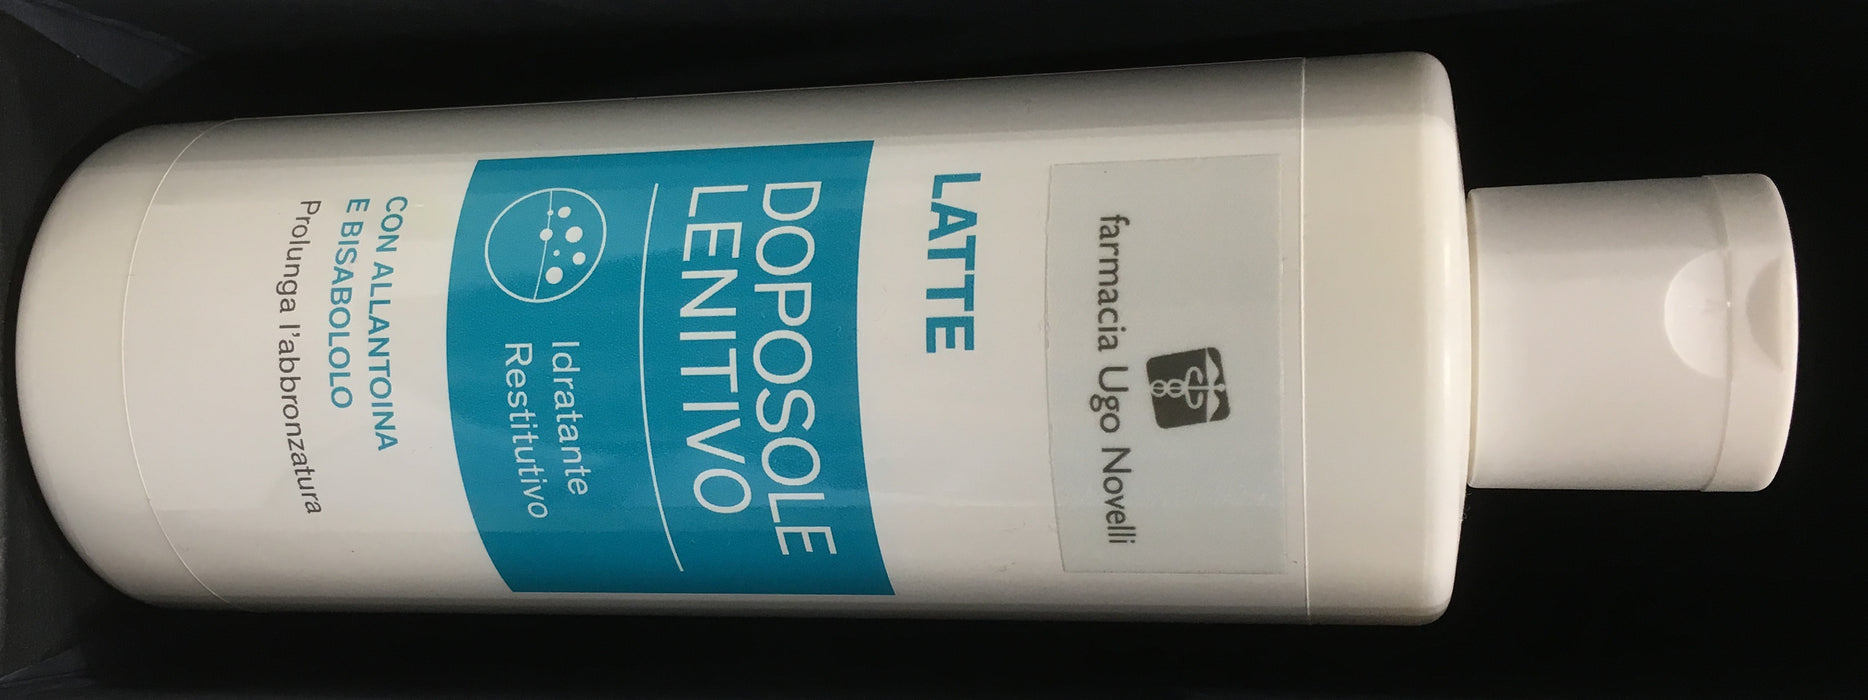 farmacia Ugo Novelli
LATTE
DOPOSOLE
LENITIVO
Idratante
Restitutivo
CON ALLANTOINA
E BISABOLOLO
Prolunga l'abbronzatura